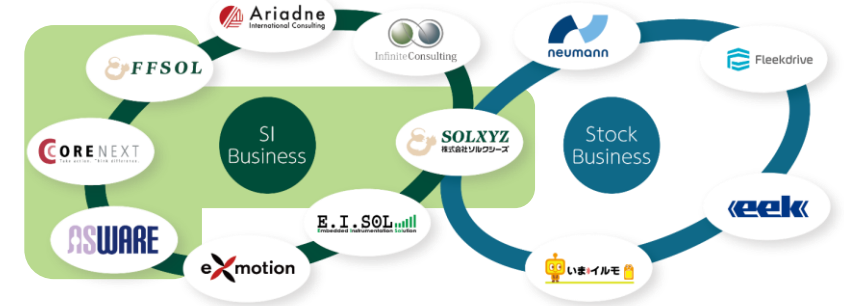 Ariadne
International Consulting
InfiniteConsulting
neumann
Fleekdrive
FFSOL
SI
Business
SOLXYZ
株式会社ソルクシーズ
Stock
Business
CORENEXT
Take action. Think difference.
ASWARE
E.I.SOL
Embedded Instrumentation Solution
eek
eXmotion
いまイルモ